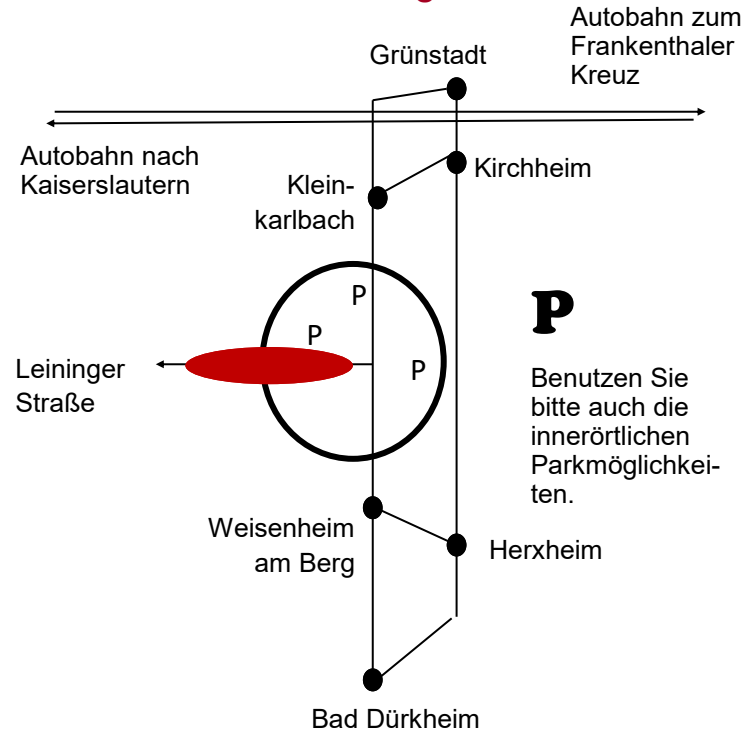 Autobahn zum
Frankenthaler
Kreuz
Grünstadt
Autobahn nach
Kaiserslautern
Kirchheim
Klein-
karlbach
P
P
P
P
Leininger
Straße
Benutzen Sie
bitte auch die
innerörtlichen
Parkmöglichkei-
ten.
Weisenheim
am Berg
Herxheim
Bad Dürkheim